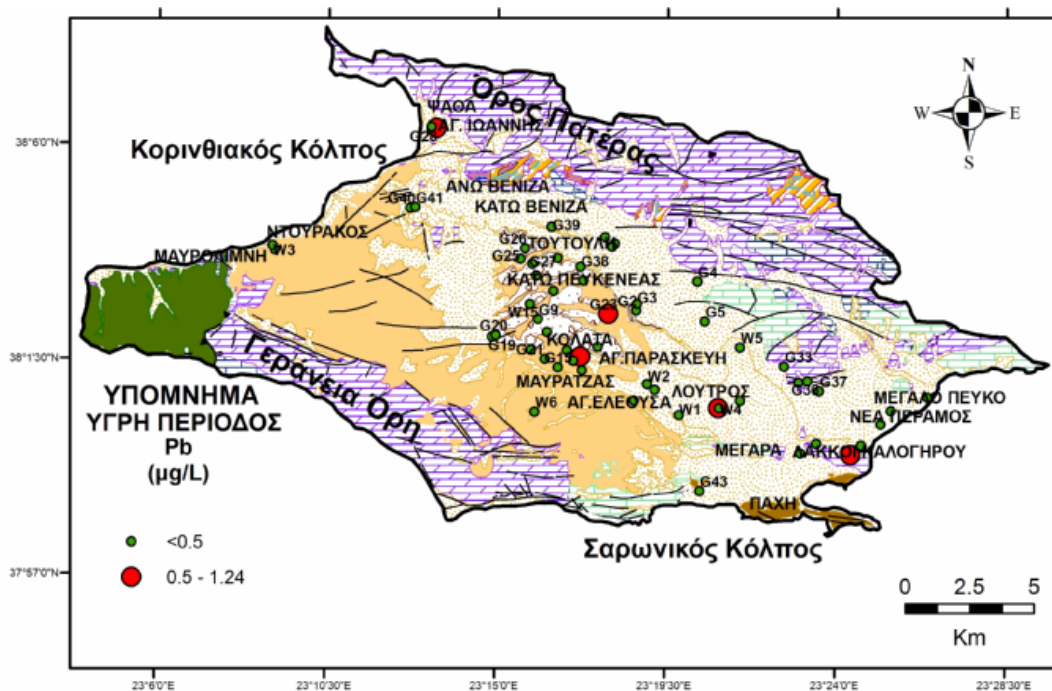 N
W E
S
Όρος Πατέρας
ΨΑΘΑ
ΑΓ. ΙΩΑΝΝΗΣ
G28
38°6'0"N
Κορινθιακός Κόλπος
ΑΝΩ ΒΕΝΙΖΑ
G40 G41
ΚΑΤΩ ΒΕΝΙΖΑ
G39
ΝΤΟΥΡΑΚΟΣ
W3
ΜΑΥΡΟΛΙΜΝΗ
G26
ΤΟΥΤΟΥΛΗ
G25
G27
G38
ΚΑΤΩ ΠΕΥΚΕΝΕΑΣ
G4
G23
G2
G3
W15
G9
G5
G20
G19
ΚΟΛΑΤΑ
W5
38°1'30"N
ΑΓ.ΠΑΡΑΣΚΕΥΗ
G33
Γεράνεια Όρη
ΜΑΥΡΑΤΖΑΣ
W2
ΛΟΥΤΡΟΣ
G36
G37
ΜΕΓΑΛΟ ΠΕΥΚΟ
W6
ΑΓ.ΕΛΕΟΥΣΑ
W1
W4
ΝΕΑ ΠΕΡΑΜΟΣ
ΜΕΓΑΡΑ
ΛΑΚΚΟΙ ΚΑΛΟΓΗΡΟΥ
G43
ΠΑΧΗ
Σαρωνικός Κόλπος
ΥΠΟΜΝΗΜΑ
ΥΓΡΗ ΠΕΡΙΟΔΟΣ
Pb
(μg/L)
<0.5
0.5 - 1.24
37°57'0"N
0 2.5 5
Km
23°6'0"E 23°10'30"E 23°15'0"E 23°19'30"E 23°24'0"E 23°28'30"E